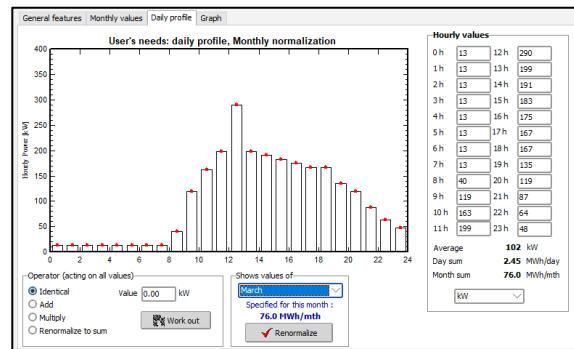 General features Monthly values Daily profile Graph
User's needs: daily profile, Monthly normalization
Hourly Power [kW]
400
350
300
250
200
150
100
50
0
0 2 4 6 8 10 12 14 16 18 20 22 24
Operator (acting on all values)
Identical
Add
Multiply
Renormalize to sum
Value 0.00 kW
Work out
Shows values of
March
Specified for this month :
76.0 MWh/mth
Renormalize
Hourly values
0 h 13 12 h 290
1 h 13 13 h 199
2 h 13 14 h 191
3 h 13 15 h 183
4 h 13 16 h 175
5 h 13 17 h 167
6 h 13 18 h 167
7 h 13 19 h 135
8 h 40 20 h 119
9 h 119 21 h 87
10 h 163 22 h 64
11 h 199 23 h 48
Average 102 kW
Day sum 2.45 MWh/day
Month sum 76.0 MWh/mth
kW